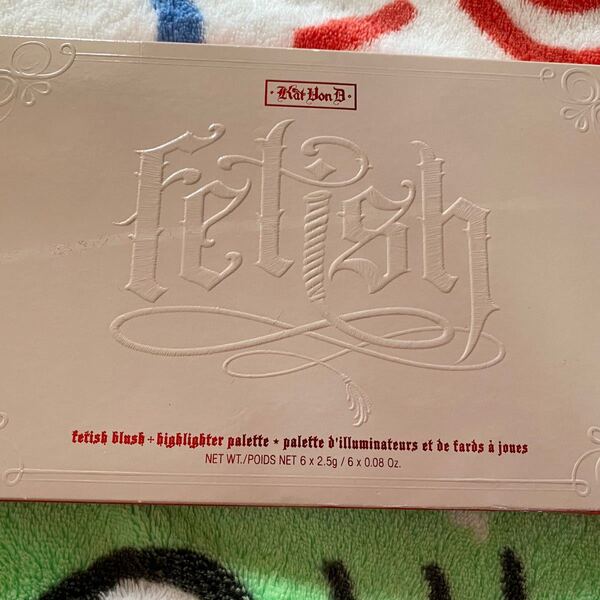 ·Kat Von D·
fetish
fetish blush + highlighter palette * palette d'illuminateurs et de fards à joues
NET WT./POIDS NET 6 x 2.5g / 6 x 0.08 Oz.